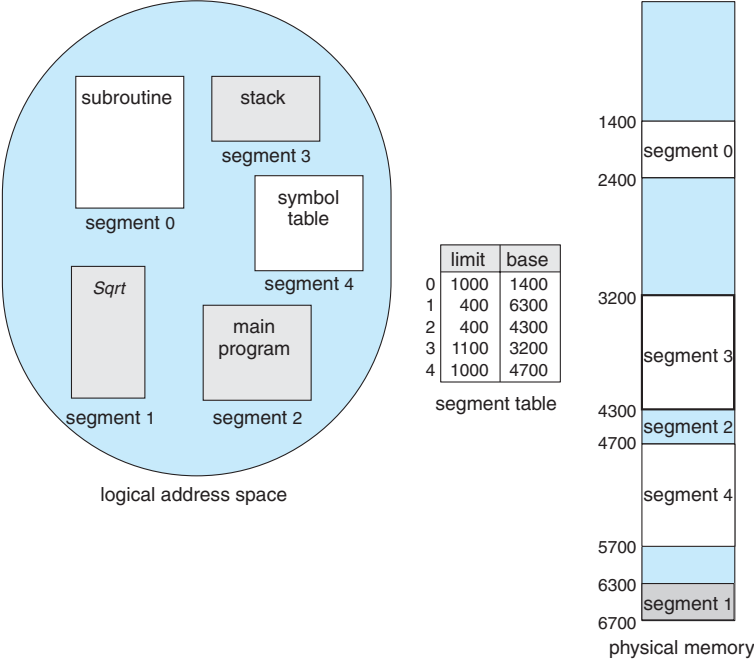 subroutine
segment 0
stack
segment 3
symbol
table
segment 4
Sqrt
segment 1
main
program
segment 2
logical address space
limit base
0 1000 1400
1 400 6300
2 400 4300
3 1100 3200
4 1000 4700
segment table
1400
segment 0
2400
3200
segment 3
4300
segment 2
4700
segment 4
5700
6300
segment 1
6700
physical memory